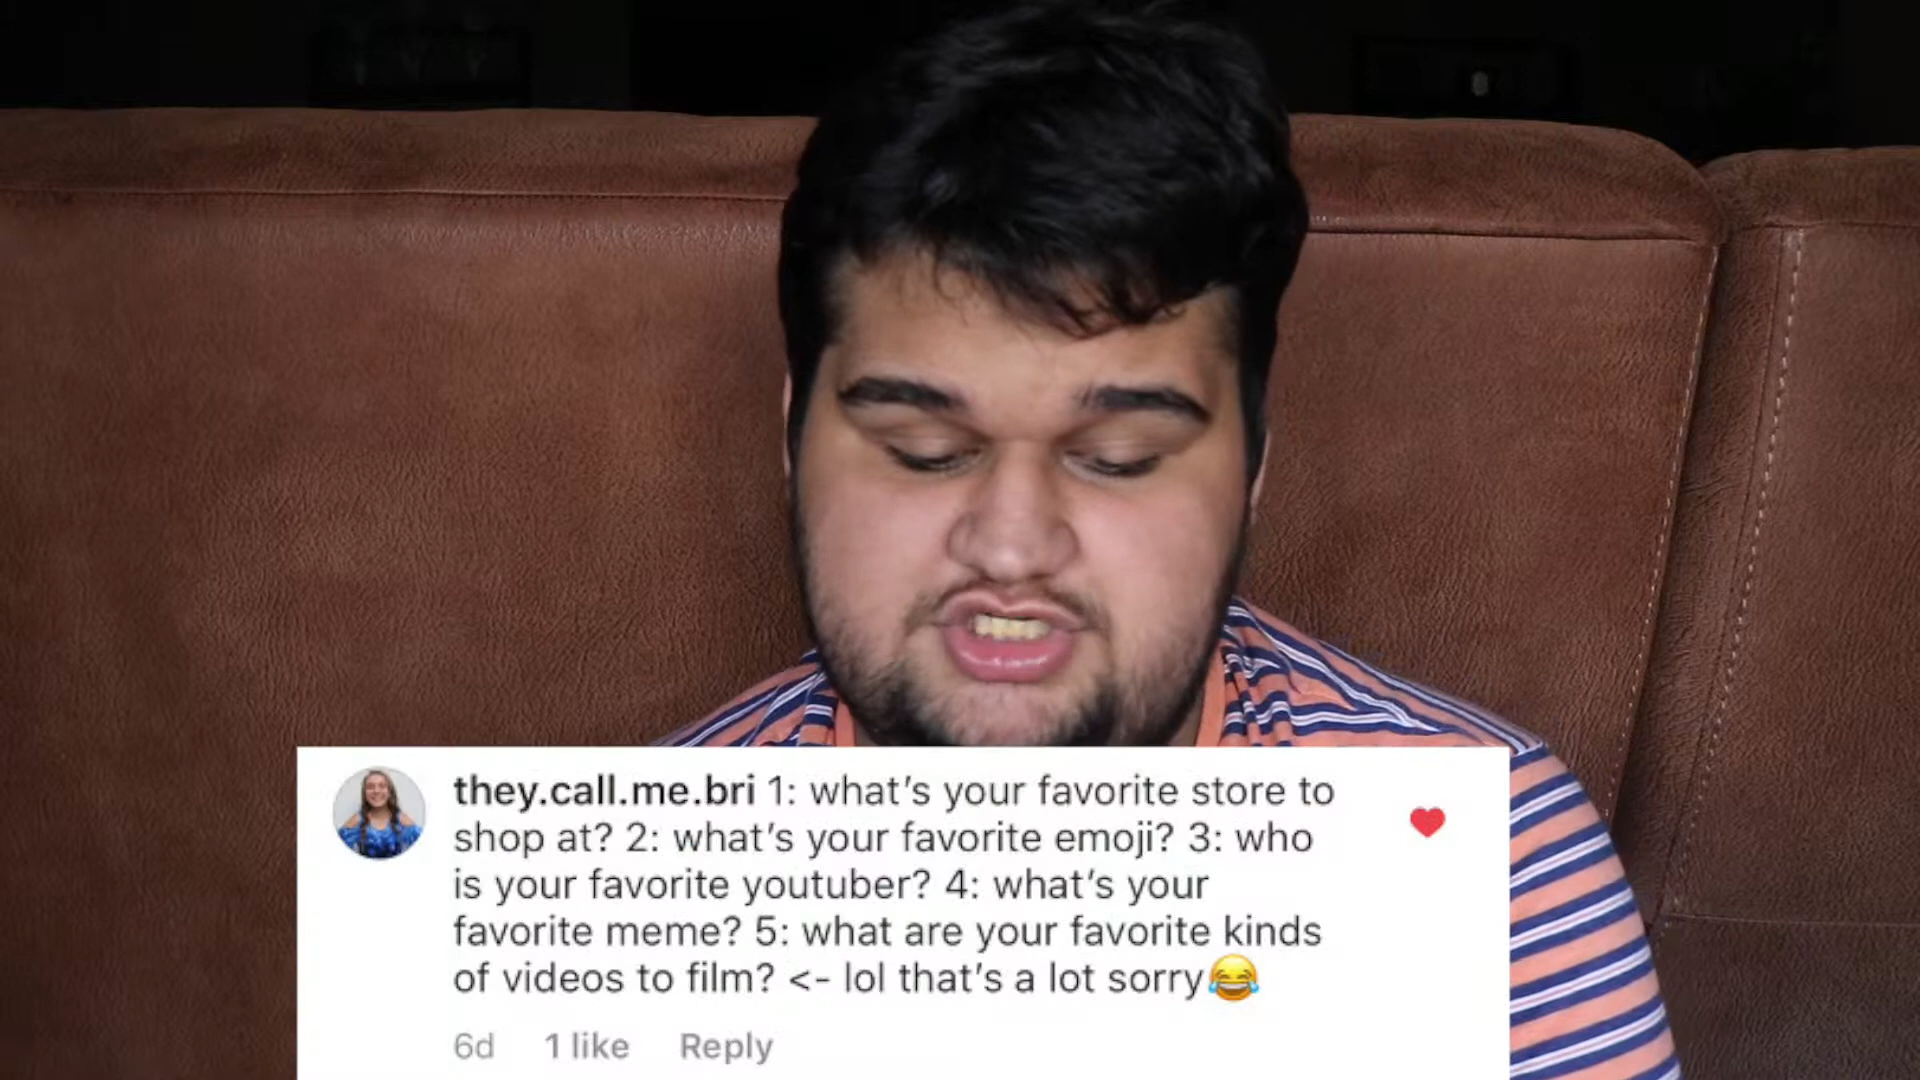 they.call.me.bri 1: what's your favorite store to
shop at? 2: what's your favorite emoji? 3: who
is your favorite youtuber? 4: what's your
favorite meme? 5: what are your favorite kinds
of videos to film? <- lol that's a lot sorry😂
6d 1 like Reply